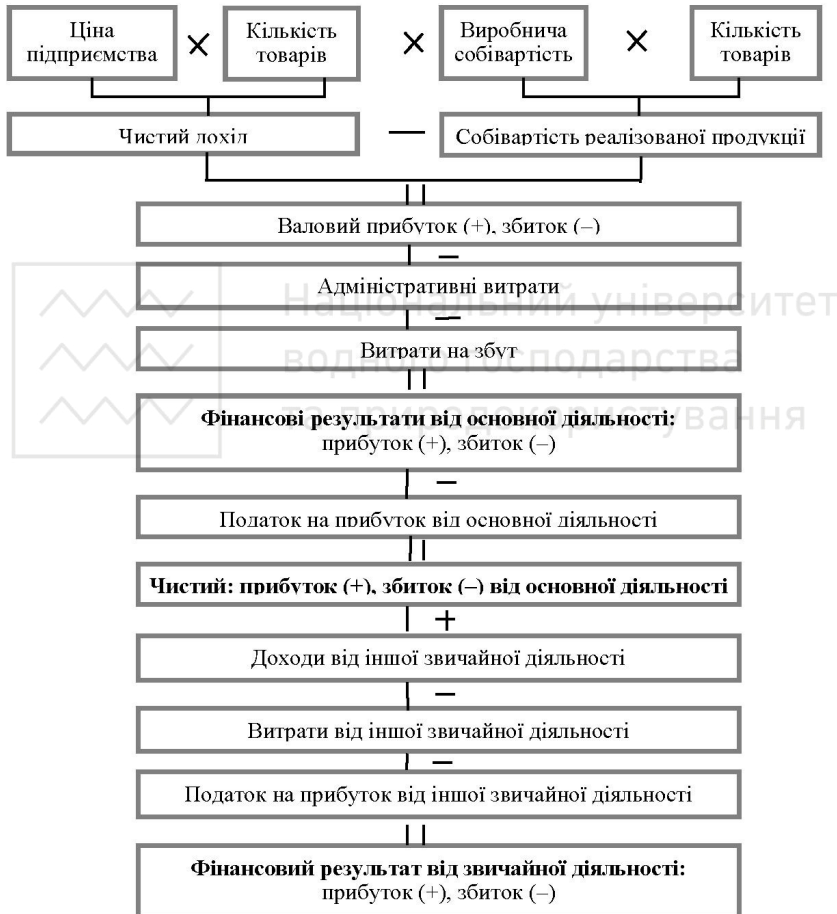 Ціна підприємства × Кількість товарів × Виробнича собівартість × Кількість товарів
Чистий дохід — Собівартість реалізованої продукції
Валовий прибуток (+), збиток (–)
–
Адміністративні витрати
–
Витрати на збут
Фінансові результати від основної діяльності:
прибуток (+), збиток (–)
–
Податок на прибуток від основної діяльності
Чистий: прибуток (+), збиток (–) від основної діяльності
+
Доходи від іншої звичайної діяльності
–
Витрати від іншої звичайної діяльності
–
Податок на прибуток від іншої звичайної діяльності
Фінансовий результат від звичайної діяльності:
прибуток (+), збиток (–)
Національний університет
водного господарства
та природокористування